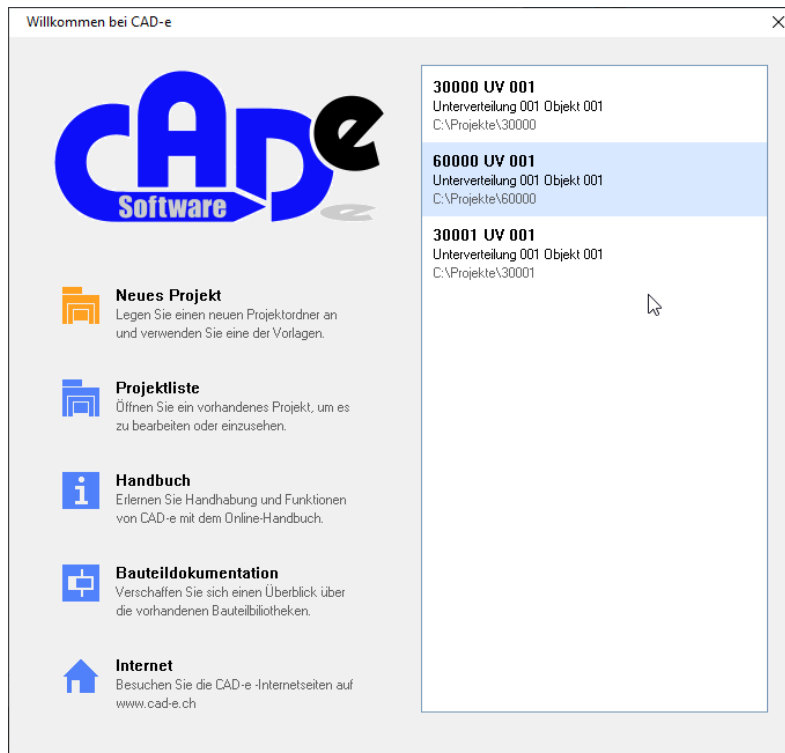 Willkommen bei CAD-e
CADe
Software
e
Neues Projekt
Legen Sie einen neuen Projektordner an
und verwenden Sie eine der Vorlagen.
Projektliste
Öffnen Sie ein vorhandenes Projekt, um es
zu bearbeiten oder einzusehen.
Handbuch
Erlernen Sie Handhabung und Funktionen
von CAD-e mit dem Online-Handbuch.
Bauteildokumentation
Verschaffen Sie sich einen Überblick über
die vorhandenen Bauteilbiliotheken.
Internet
Besuchen Sie die CAD-e -Internetseiten auf
www.cad-e.ch
30000 UV 001
Unterverteilung 001 Objekt 001
C:\Projekte\30000
60000 UV 001
Unterverteilung 001 Objekt 001
C:\Projekte\60000
30001 UV 001
Unterverteilung 001 Objekt 001
C:\Projekte\30001